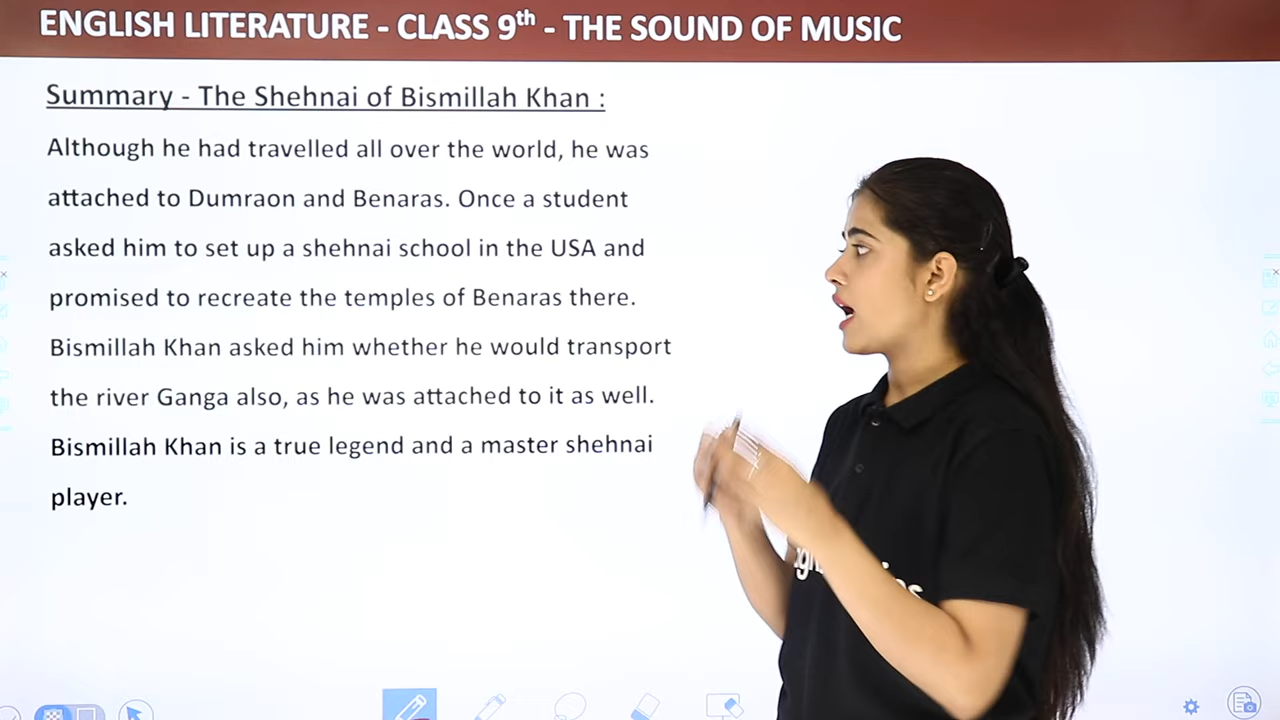 ENGLISH LITERATURE - CLASS 9th - THE SOUND OF MUSIC
Summary - The Shehnai of Bismillah Khan :
Although he had travelled all over the world, he was
attached to Dumraon and Benaras. Once a student
asked him to set up a shehnai school in the USA and
promised to recreate the temples of Benaras there.
Bismillah Khan asked him whether he would transport
the river Ganga also, as he was attached to it as well.
Bismillah Khan is a true legend and a master shehnai
player.